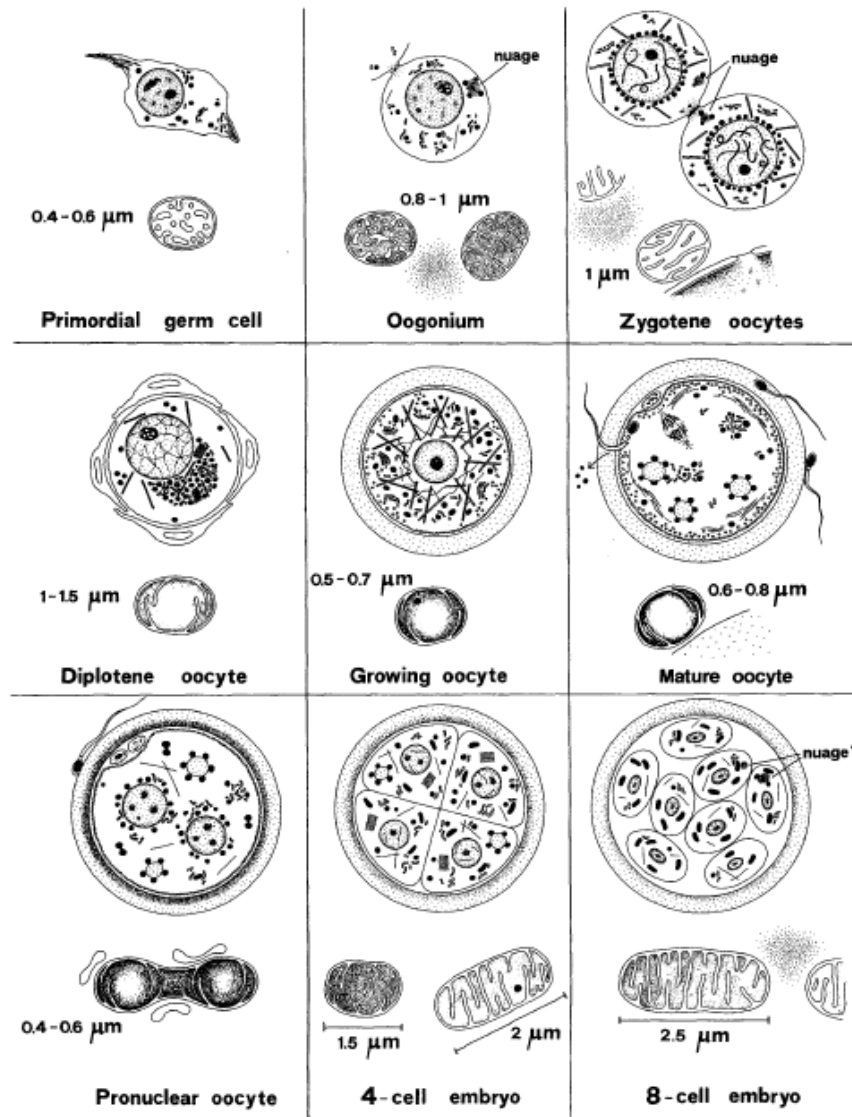 nuage
nuage
0.4-0.6 μm
0.8-1 μm
1 μm
Primordial germ cell
Oogonium
Zygotene oocytes
1-1.5 μm
0.5-0.7 μm
0.6-0.8 μm
Diplotene oocyte
Growing oocyte
Mature oocyte
nuage?
0.4-0.6 μm
1.5 μm
2 μm
2.5 μm
Pronuclear oocyte
4-cell embryo
8-cell embryo